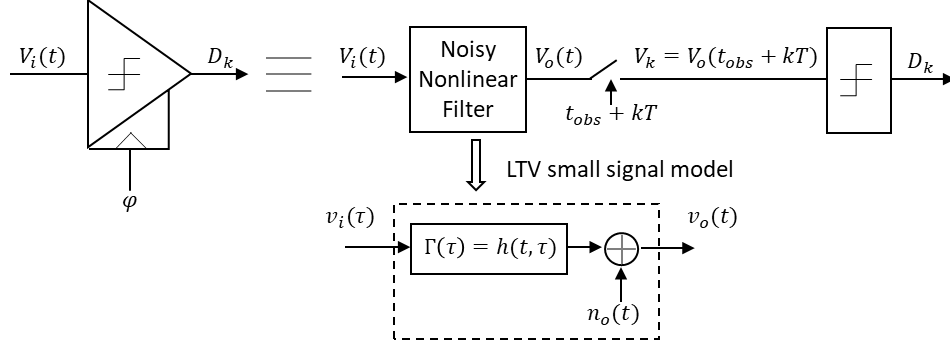 V_i(t)
D_k
V_i(t)
Noisy
Nonlinear
Filter
V_o(t)
V_k = V_o(t_obs + kT)
D_k
t_obs + kT
φ
LTV small signal model
v_i(τ)
Γ(τ) = h(t, τ)
v_o(t)
n_o(t)